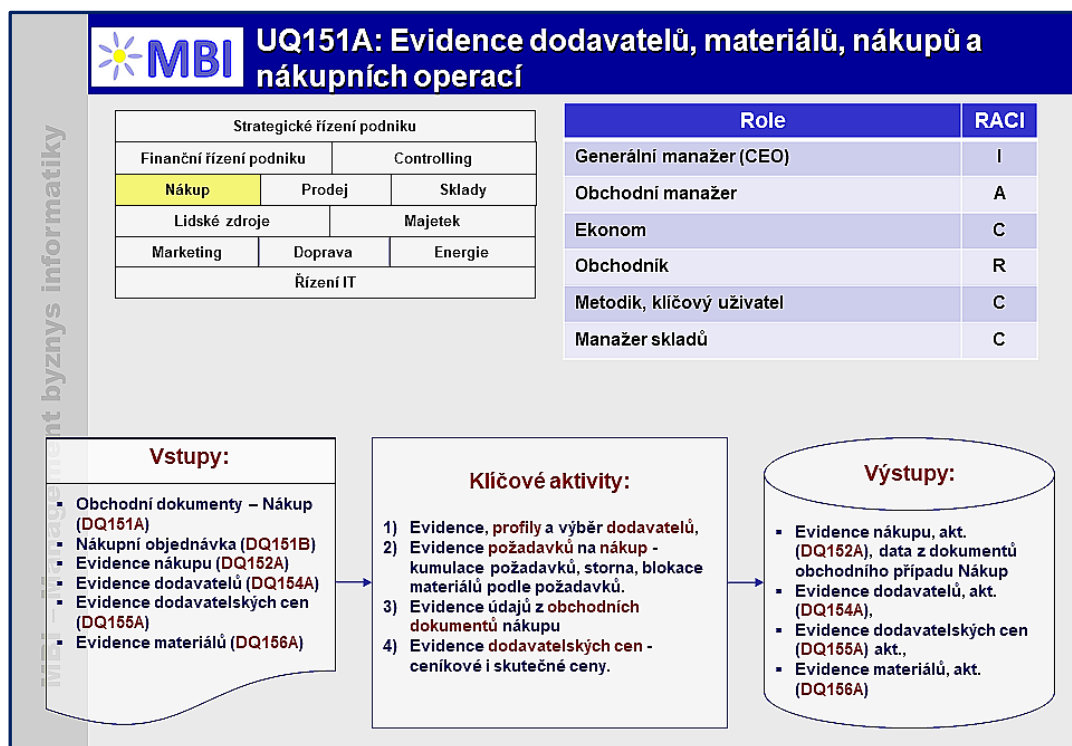 MBI
UQ151A: Evidence dodavatelů, materiálů, nákupů a
nákupních operací
MBI – Management byznys informatiky
Strategické řízení podniku
Finanční řízení podniku
Controlling
Nákup
Prodej
Sklady
Lidské zdroje
Majetek
Marketing
Doprava
Energie
Řízení IT
Role RACI
Generální manažer (CEO) I
Obchodní manažer A
Ekonom C
Obchodník R
Metodik, klíčový uživatel C
Manažer skladů C
Vstupy:
▪ Obchodní dokumenty – Nákup
(DQ151A)
▪ Nákupní objednávka (DQ151B)
▪ Evidence nákupu (DQ152A)
▪ Evidence dodavatelů (DQ154A)
▪ Evidence dodavatelských cen
(DQ155A)
▪ Evidence materiálů (DQ156A)
Klíčové aktivity:
1) Evidence, profily a výběr dodavatelů,
2) Evidence požadavků na nákup -
kumulace požadavků, storna, blokace
materiálů podle požadavků.
3) Evidence údajů z obchodních
dokumentů nákupu
4) Evidence dodavatelských cen -
ceníkové i skutečné ceny.
Výstupy:
▪ Evidence nákupu, akt.
(DQ152A), data z dokumentů
obchodního případu Nákup
▪ Evidence dodavatelů, akt.
(DQ154A),
▪ Evidence dodavatelských cen
(DQ155A) akt.,
▪ Evidence materiálů, akt.
(DQ156A)